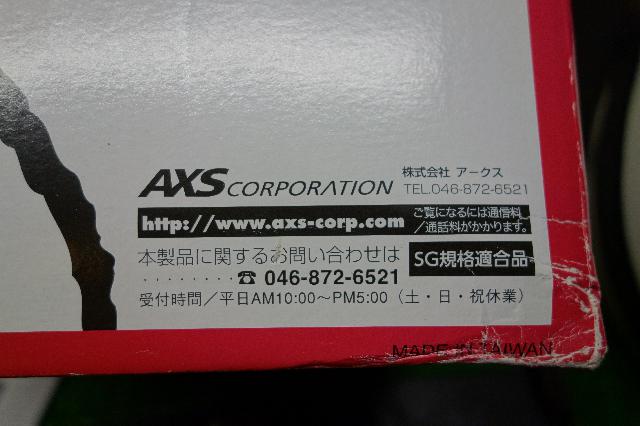 AXS CORPORATION
株式会社 アークス
TEL.046-872-6521
http://www.axs-corp.com
ご覧になるには通信料
/通話料がかかります。
本製品に関するお問い合わせは
········☎ 046-872-6521
SG規格適合品
受付時間/平日AM10:00~PM5:00(土・日・祝休業)
MADE IN TAIWAN